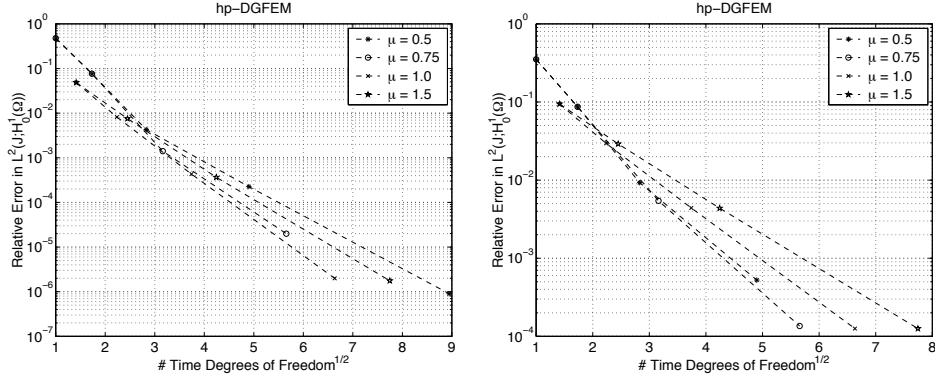 hp-DGFEM
10^0
10^-1
10^-2
10^-3
10^-4
10^-5
10^-6
10^-7
Relative Error in L^2(J;H^1_0(Ω))
1 2 3 4 5 6 7 8 9
# Time Degrees of Freedom^1/2
μ = 0.5
μ = 0.75
μ = 1.0
μ = 1.5
hp-DGFEM
10^0
10^-1
10^-2
10^-3
10^-4
Relative Error in L^2(J;H^1_0(Ω))
1 2 3 4 5 6 7 8
# Time Degrees of Freedom^1/2
μ = 0.5
μ = 0.75
μ = 1.0
μ = 1.5